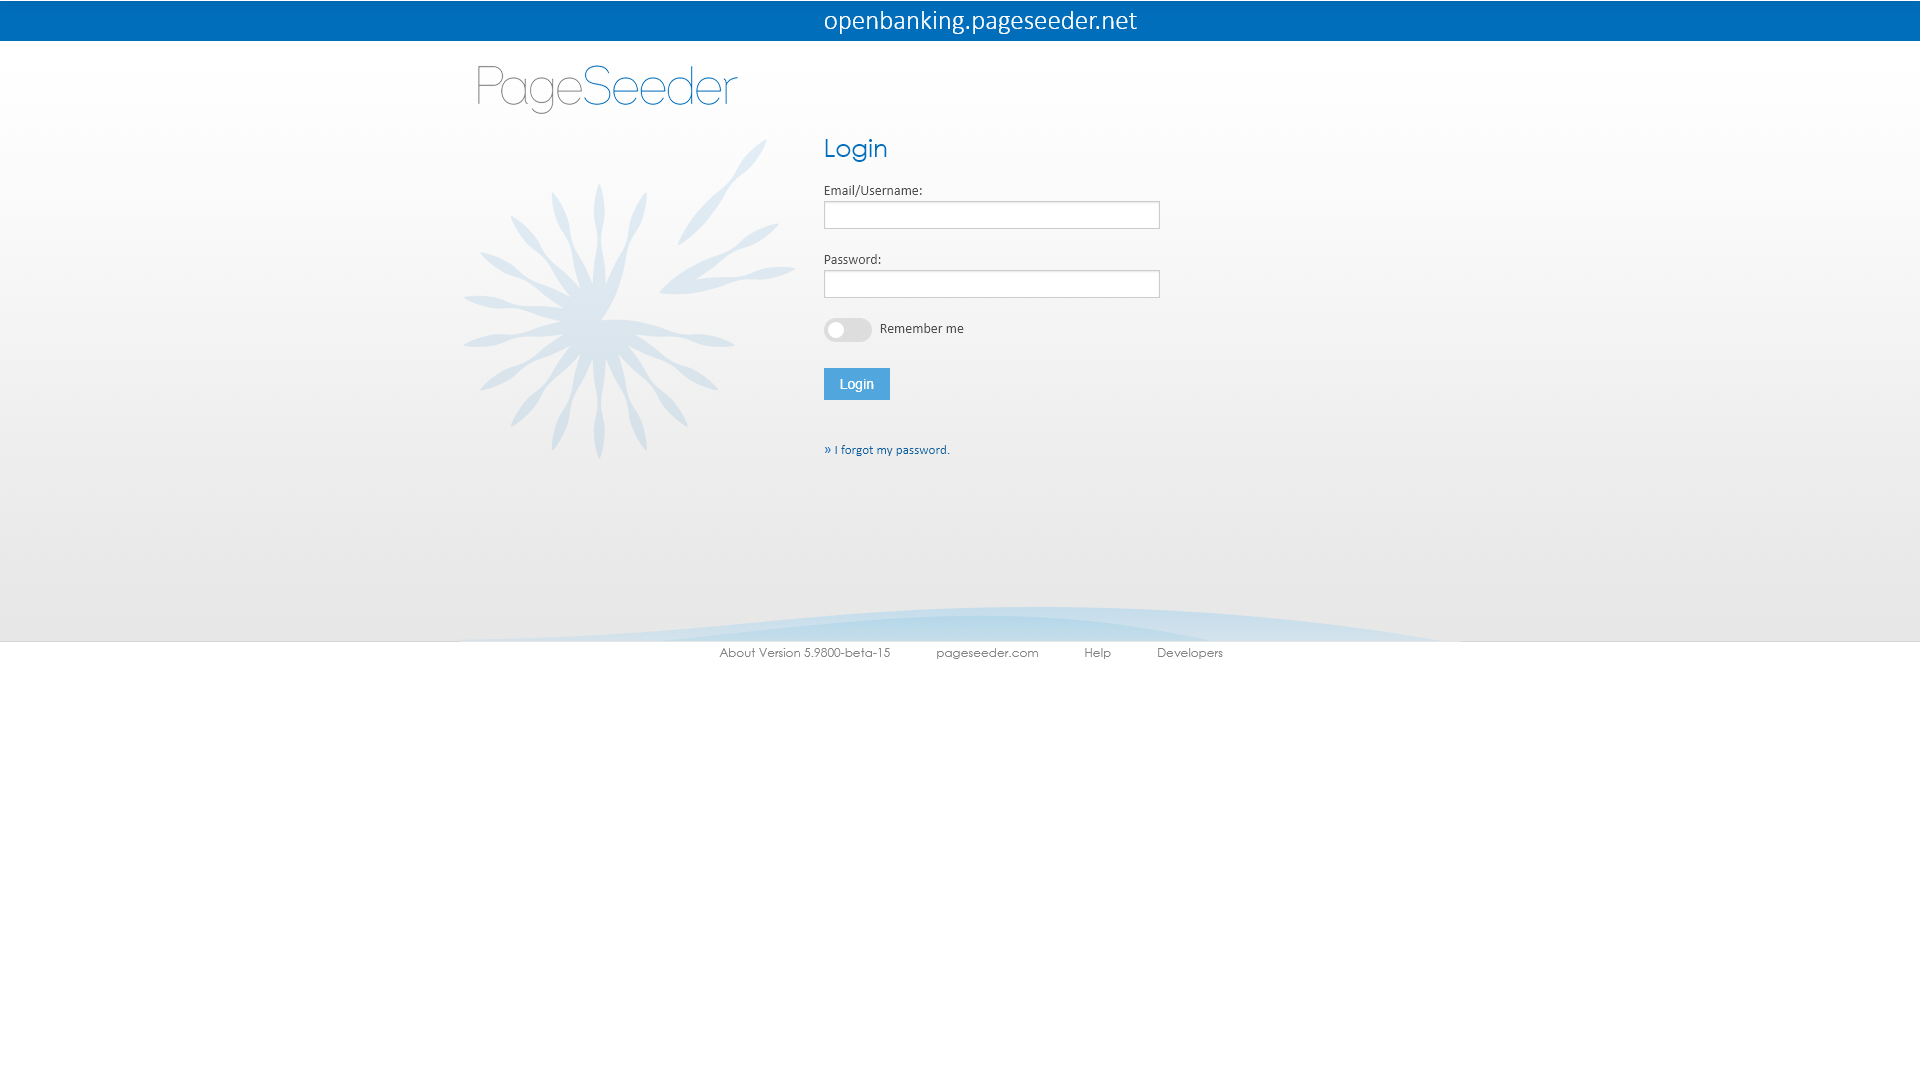 openbanking.pageseeder.net
PageSeeder
Login
Email/Username:
Password:
Remember me
Login
» I forgot my password.
About Version 5.9800-beta-15 pageseeder.com Help Developers